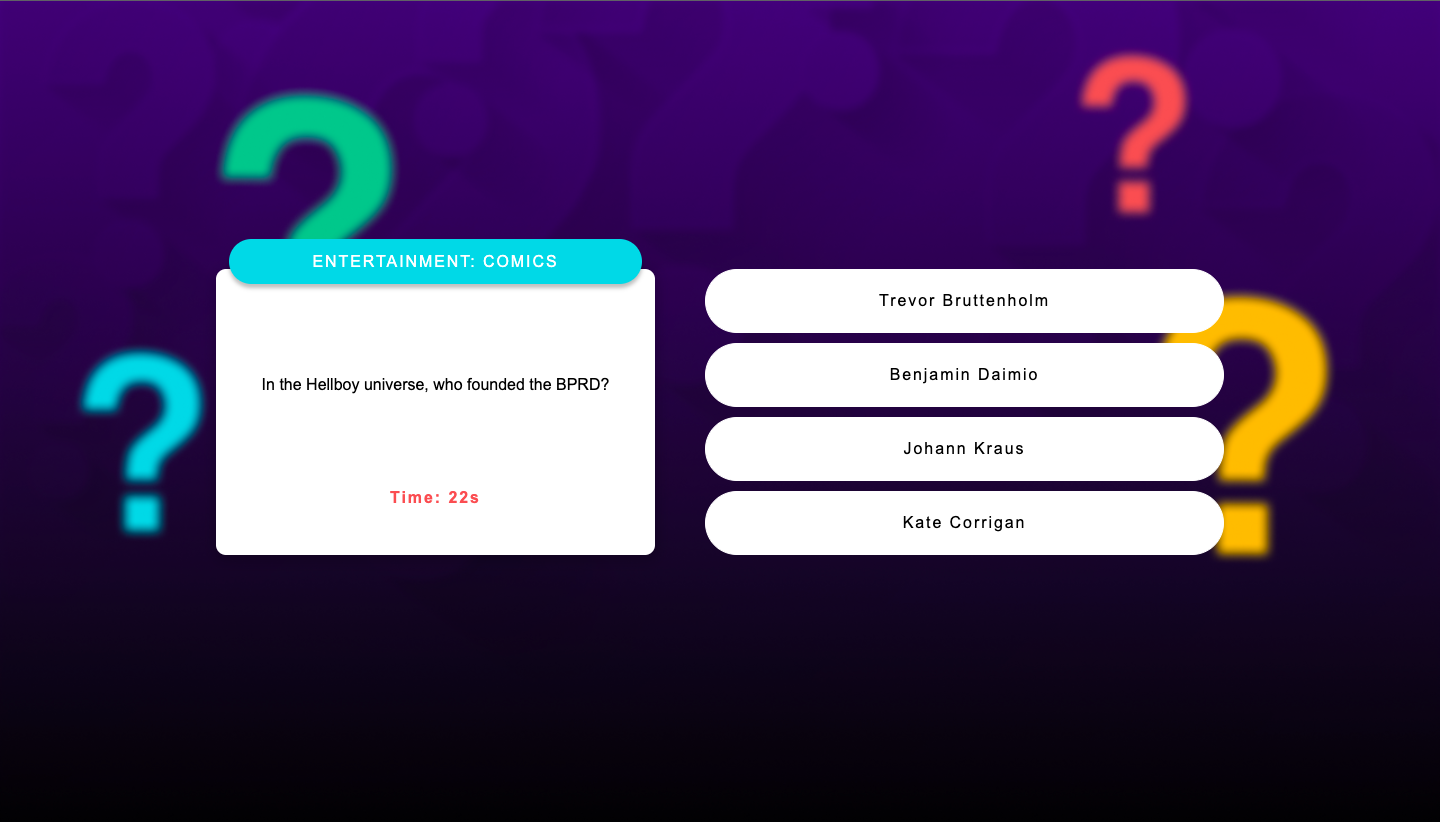 ENTERTAINMENT: COMICS
In the Hellboy universe, who founded the BPRD?
Time: 22s
Trevor Bruttenholm
Benjamin Daimio
Johann Kraus
Kate Corrigan